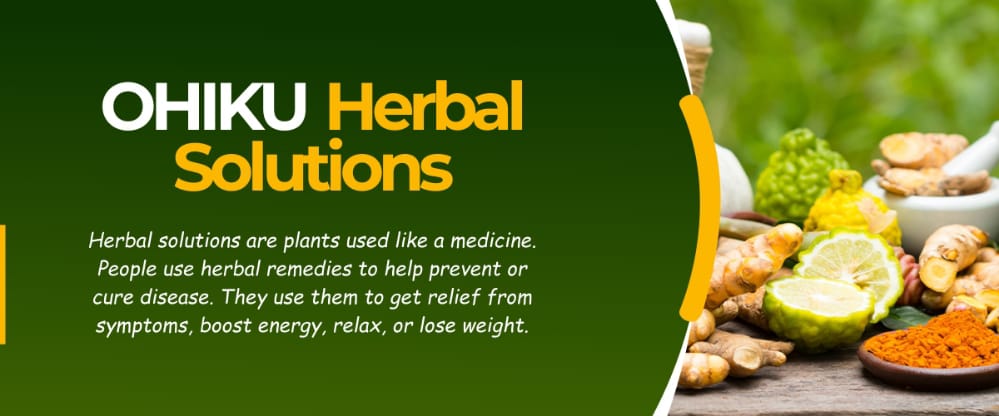 OHIKU Herbal
Solutions
Herbal solutions are plants used like a medicine.
People use herbal remedies to help prevent or
cure disease. They use them to get relief from
symptoms, boost energy, relax, or lose weight.